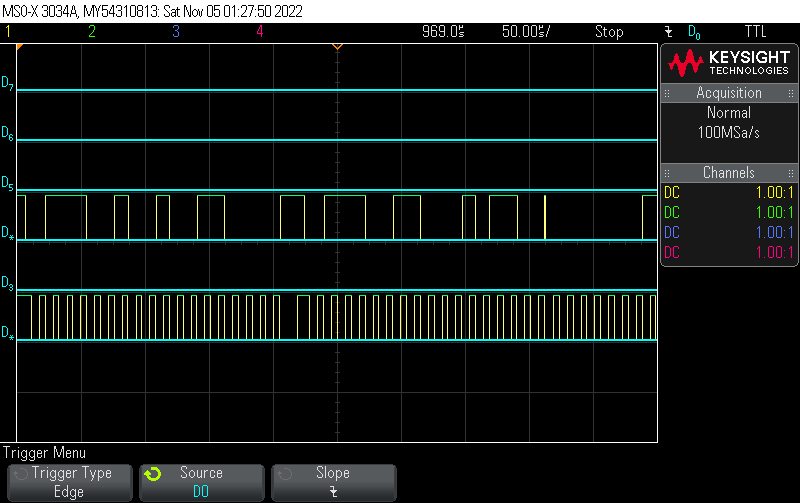 MSO-X 3034A, MY54310813: Sat Nov 05 01:27:50 2022
1 2 3 4 969.0µs 50.00µs/ Stop D0 TTL
KEYSIGHT
TECHNOLOGIES
Acquisition
Normal
100MSa/s
Channels
DC 1.00:1
DC 1.00:1
DC 1.00:1
DC 1.00:1
D7
D6
D5
D*
D3
D*
Trigger Menu
Trigger Type
Edge
Source
D0
Slope